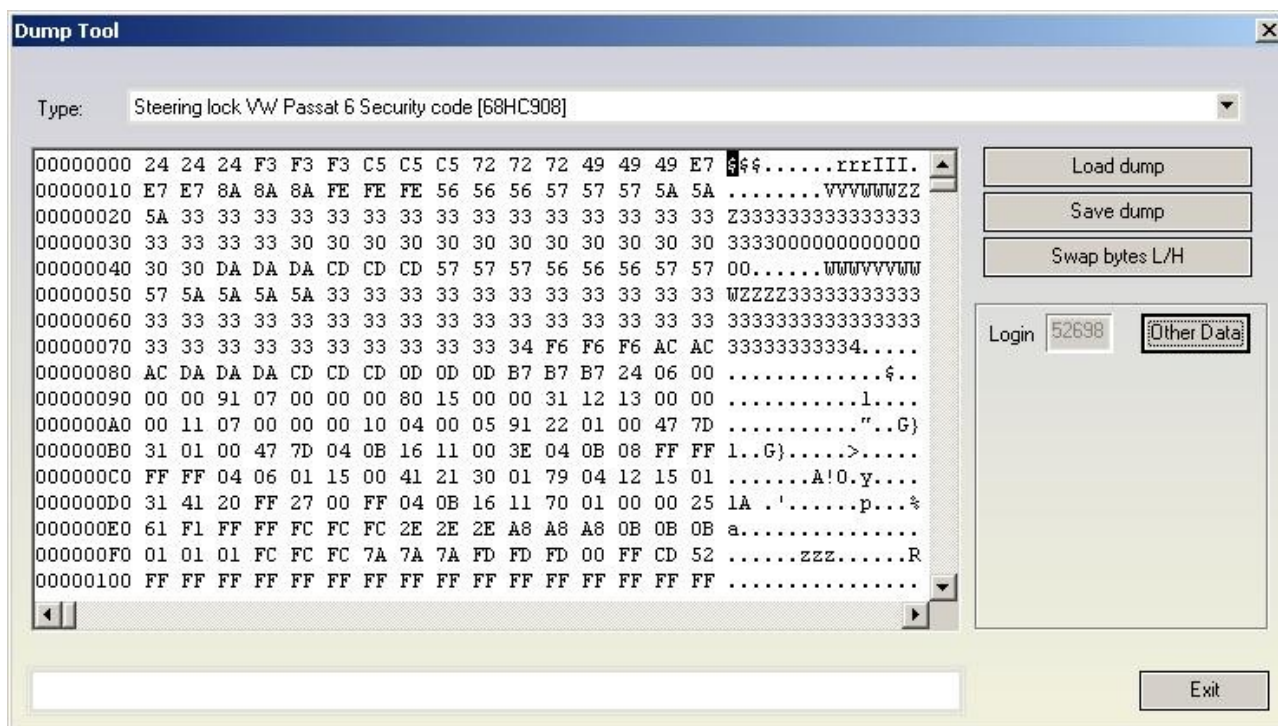 Dump Tool
Type: Steering lock VW Passat 6 Security code [68HC908]
00000000 24 24 24 F3 F3 F3 C5 C5 C5 72 72 72 49 49 49 E7 $$$......rrrIII.
00000010 E7 E7 8A 8A 8A FE FE FE 56 56 56 57 57 57 5A 5A ........VVVWWWZZ
00000020 5A 33 33 33 33 33 33 33 33 33 33 33 33 33 33 33 Z333333333333333
00000030 33 33 33 33 30 30 30 30 30 30 30 30 30 30 30 30 3333000000000000
00000040 30 30 DA DA DA CD CD CD 57 57 57 56 56 56 57 57 00......WWWVVVWW
00000050 57 5A 5A 5A 5A 33 33 33 33 33 33 33 33 33 33 33 WZZZZ33333333333
00000060 33 33 33 33 33 33 33 33 33 33 33 33 33 33 33 33 3333333333333333
00000070 33 33 33 33 33 33 33 33 33 33 34 F6 F6 F6 AC AC 33333333334.....
00000080 AC DA DA DA CD CD CD 0D 0D 0D B7 B7 B7 24 06 00 .............$..
00000090 00 00 91 07 00 00 00 80 15 00 00 31 12 13 00 00 ...........1....
000000A0 00 11 07 00 00 00 10 04 00 05 91 22 01 00 47 7D ..........."..G}
000000B0 31 01 00 47 7D 04 0B 16 11 00 3E 04 0B 08 FF FF 1..G}.....>.....
000000C0 FF FF 04 06 01 15 00 41 21 30 01 79 04 12 15 01 .......A!0.y....
000000D0 31 41 20 FF 27 00 FF 04 0B 16 11 70 01 00 00 25 1A .'......p...%
000000E0 61 F1 FF FF FC FC FC 2E 2E 2E A8 A8 A8 0B 0B 0B a...............
000000F0 01 01 01 FC FC FC 7A 7A 7A FD FD FD 00 FF CD 52 ......zzz......R
00000100 FF FF FF FF FF FF FF FF FF FF FF FF FF FF FF FF ................
Load dump
Save dump
Swap bytes L/H
Login 52698 Other Data
Exit